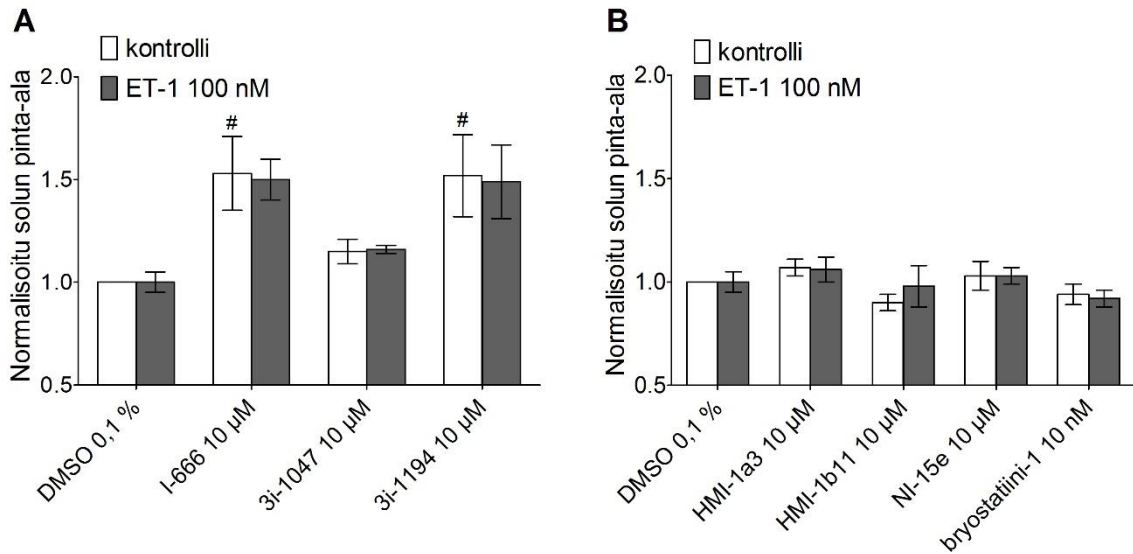 A
kontrolli
ET-1 100 nM
Normalisoitu solun pinta-ala
2.0
1.5
1.0
0.5
#
#
DMSO 0,1 %
I-666 10 µM
3i-1047 10 µM
3i-1194 10 µM
B
kontrolli
ET-1 100 nM
Normalisoitu solun pinta-ala
2.0
1.5
1.0
0.5
DMSO 0,1 %
HMI-1a3 10 µM
HMI-1b11 10 µM
NI-15e 10 µM
bryostatiini-1 10 nM